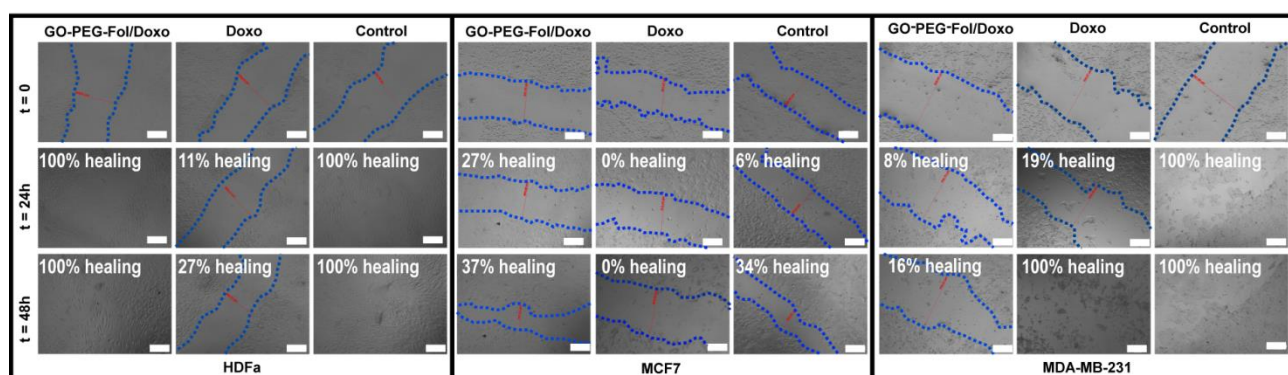 GO-PEG-Fol/Doxo Doxo Control GO-PEG-Fol/Doxo Doxo Control GO-PEG-Fol/Doxo Doxo Control
t = 0
t = 24h
100% healing 11% healing 100% healing 27% healing 0% healing 6% healing 8% healing 19% healing 100% healing
t = 48h
100% healing 27% healing 100% healing 37% healing 0% healing 34% healing 16% healing 100% healing 100% healing
HDFa MCF7 MDA-MB-231